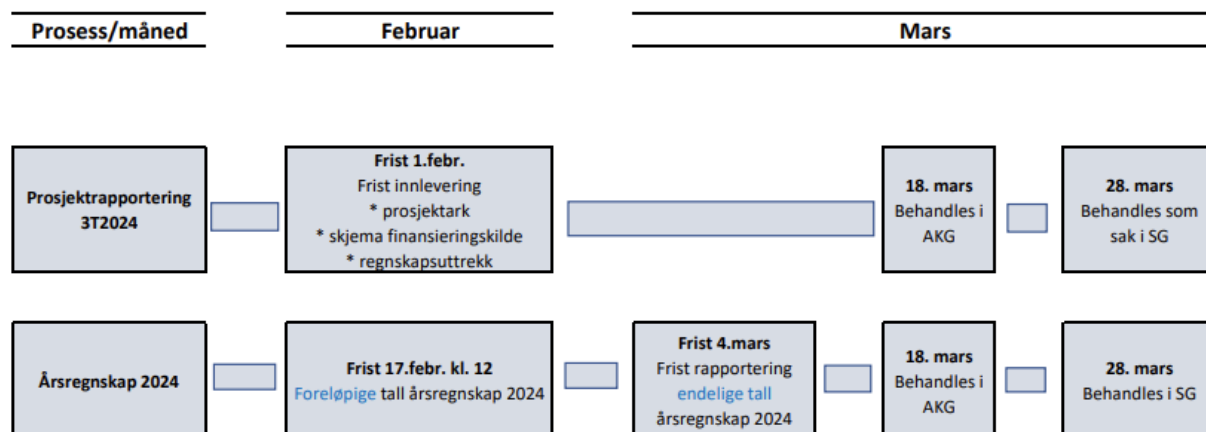 Prosess/måned
Februar
Mars
Prosjektrapportering
3T2024
Frist 1.febr.
Frist innlevering
* prosjektark
* skjema finansieringskilde
* regnskapsuttrekk
18. mars
Behandles i
AKG
28. mars
Behandles som
sak i SG
Årsregnskap 2024
Frist 17.febr. kl. 12
Foreløpige tall årsregnskap 2024
Frist 4.mars
Frist rapportering
endelige tall
årsregnskap 2024
18. mars
Behandles i
AKG
28. mars
Behandles i SG